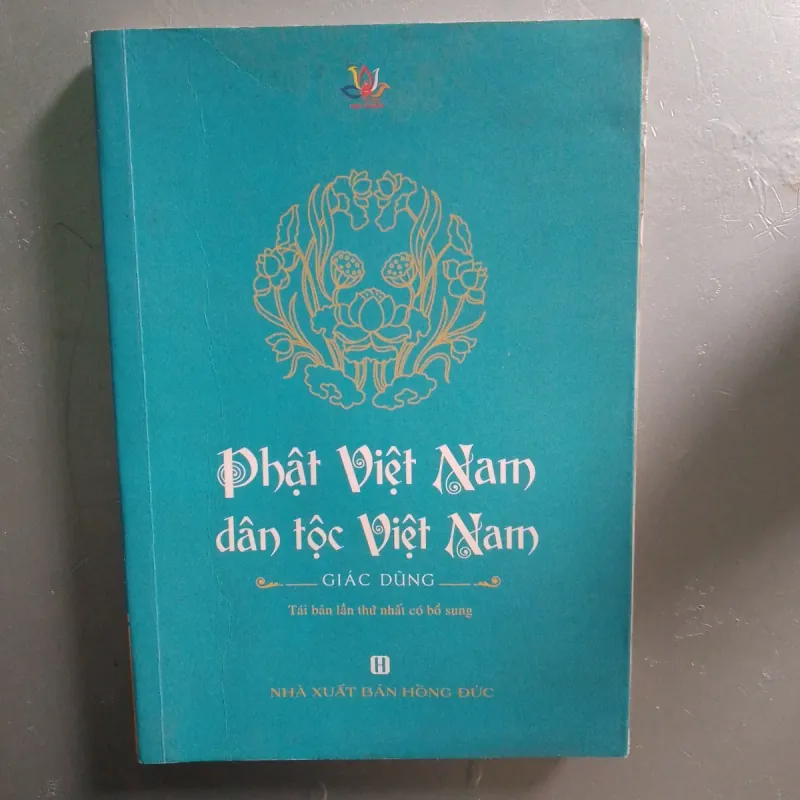 Phật Việt Nam
dân tộc Việt Nam
GIÁC DŨNG
Tái bản lần thứ nhất có bổ sung
H
NHÀ XUẤT BẢN HỒNG ĐỨC